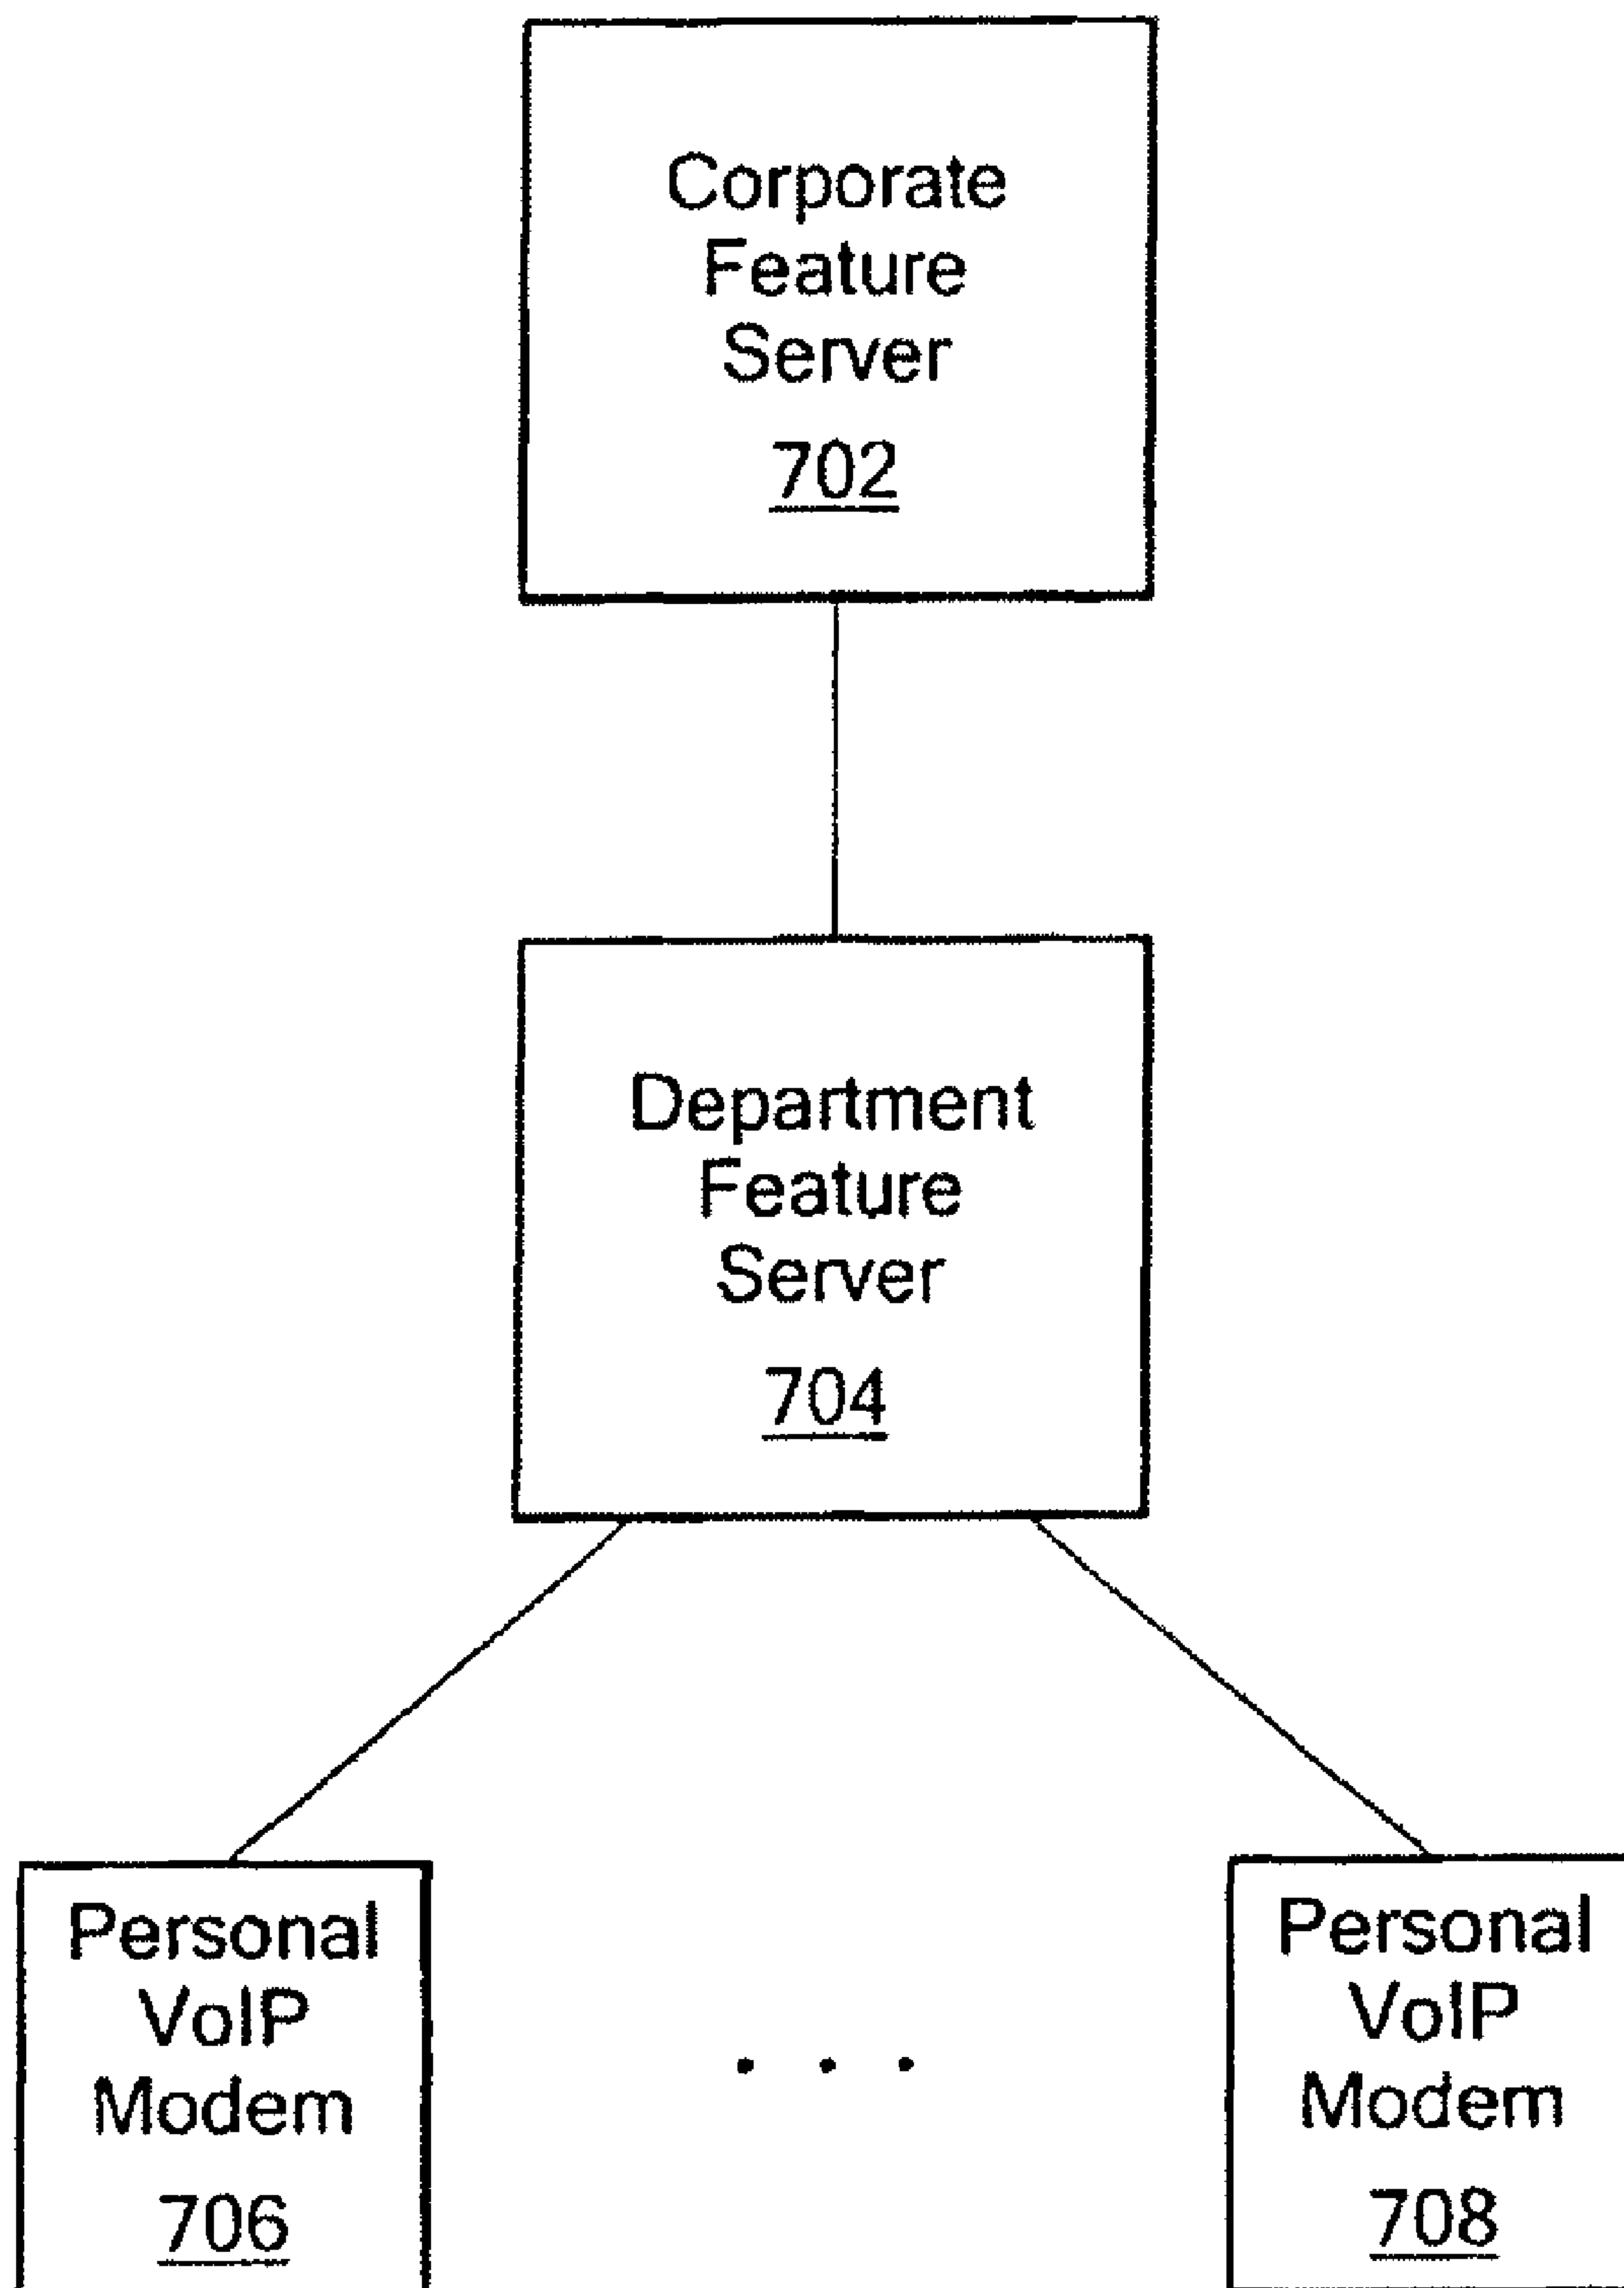 Corporate
Feature
Server
702
Department
Feature
Server
704
Personal
VoIP
Modem
706
. . .
Personal
VoIP
Modem
708